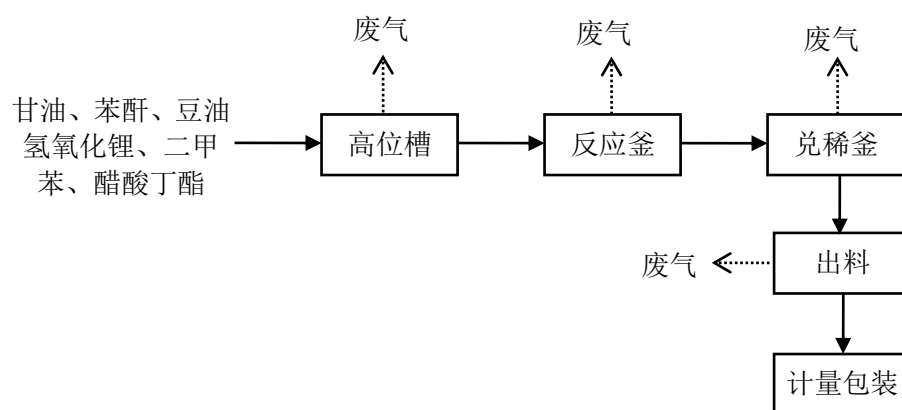 废气
废气
废气
甘油、苯酐、豆油
氢氧化锂、二甲
苯、醋酸丁酯
高位槽
反应釜
兑稀釜
废气
出料
计量包装